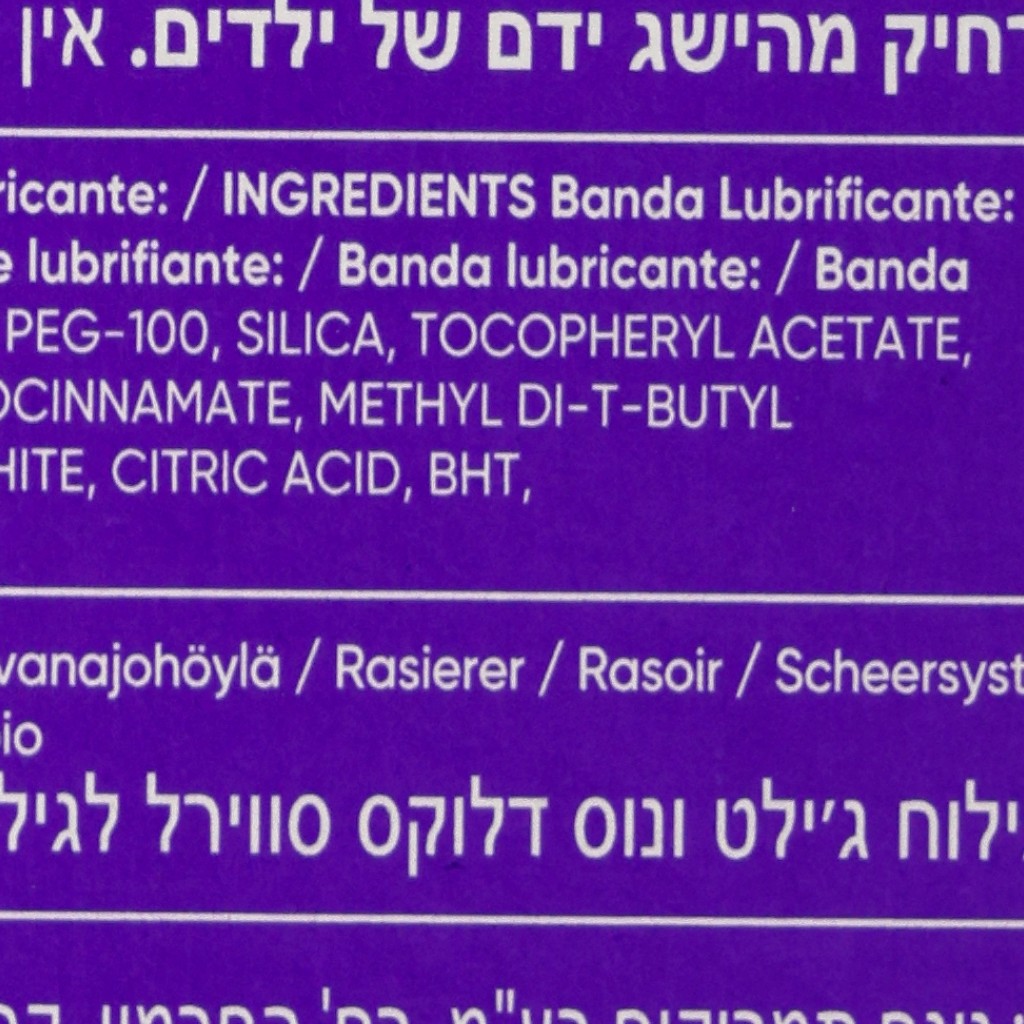 רחיק מהישג ידם של ילדים. אין
ricante: / INGREDIENTS Banda Lubrificante:
e lubrifiante: / Banda lubricante: / Banda
PEG-100, SILICA, TOCOPHERYL ACETATE,
OCINNAMATE, METHYL DI-T-BUTYL
HITE, CITRIC ACID, BHT,
vanajohöylä / Rasierer / Rasoir / Scheersyst
io
ילוח ג׳ילט ונוס דלוקס סווירל לגיל